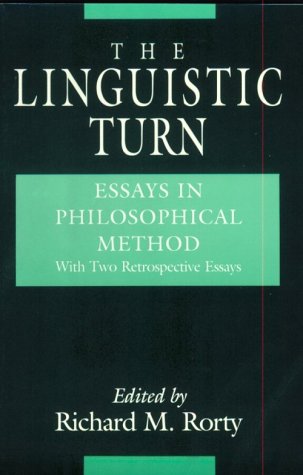 THE
LINGUISTIC
TURN
ESSAYS IN
PHILOSOPHICAL
METHOD
With Two Retrospective Essays
Edited by
Richard M. Rorty